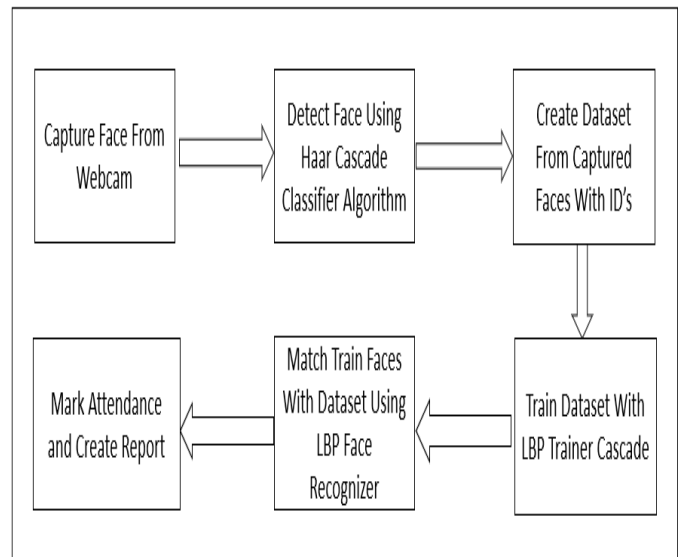 Capture Face From
Webcam
Detect Face Using
Haar Cascade
Classifier Algorithm
Create Dataset
From Captured
Faces With ID's
Train Dataset With
LBP Trainer Cascade
Match Train Faces
With Dataset Using
LBP Face
Recognizer
Mark Attendance
and Create Report